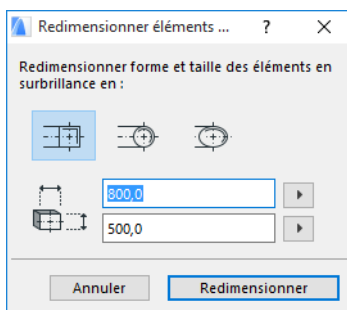 Redimensionner éléments ... ?
Redimensionner forme et taille des éléments en
surbrillance en :
800,0
500,0
Annuler Redimensionner